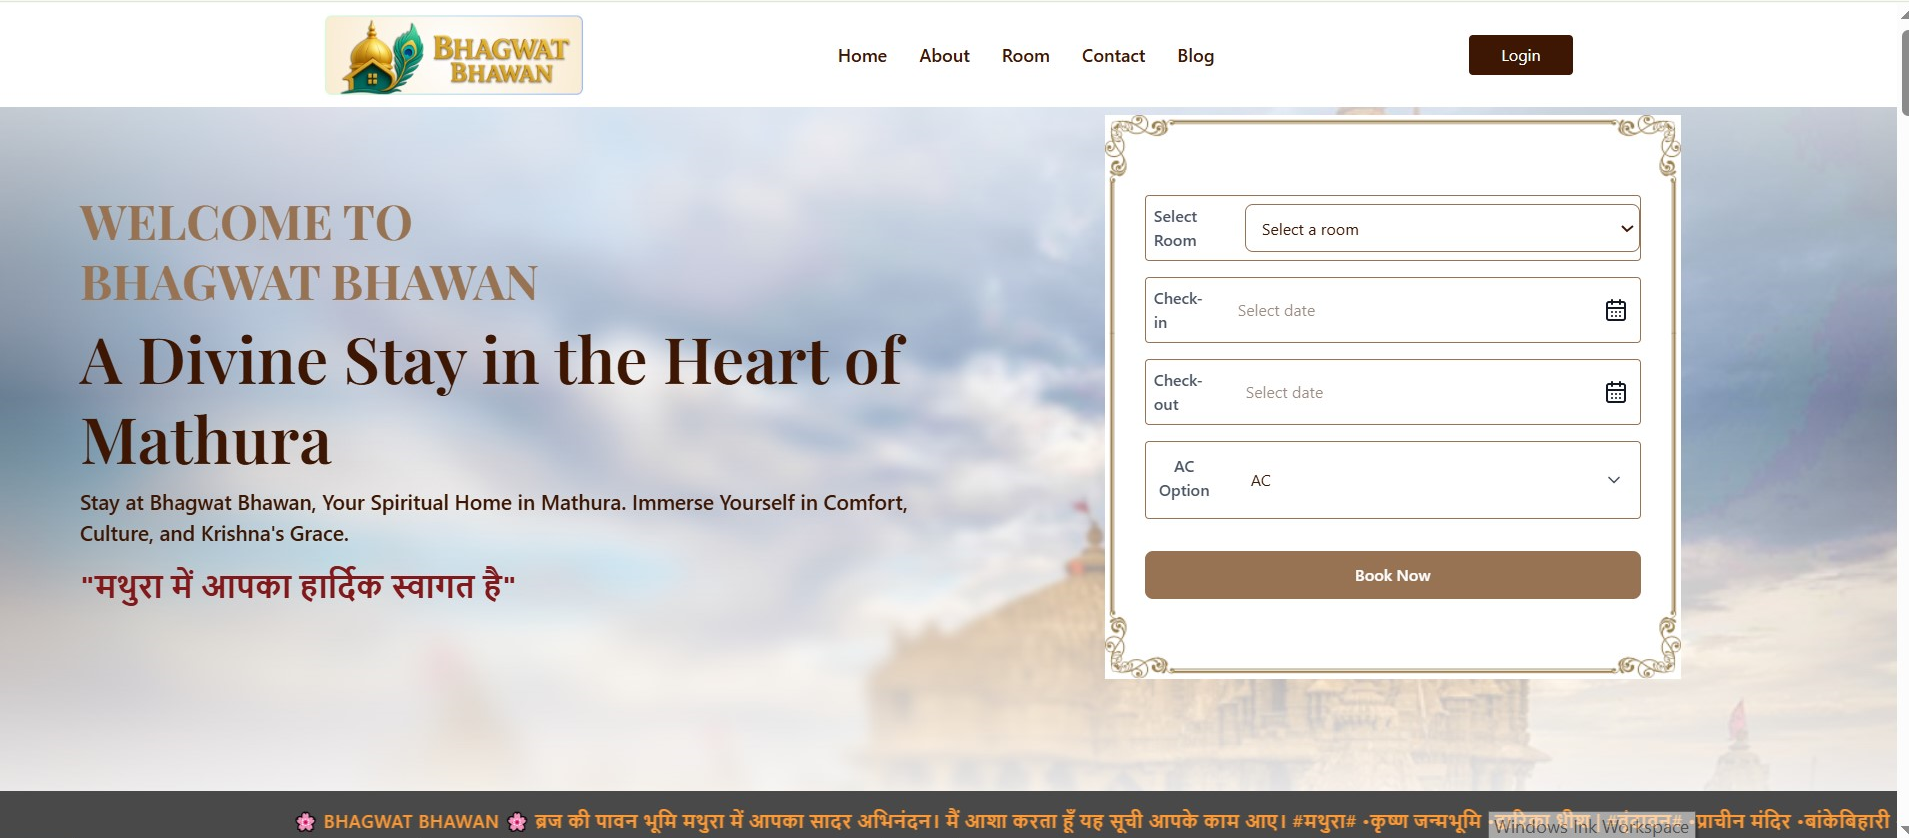 BHAGWAT
BHAWAN
Home About Room Contact Blog
Login
WELCOME TO
BHAGWAT BHAWAN
A Divine Stay in the Heart of
Mathura
Stay at Bhagwat Bhawan, Your Spiritual Home in Mathura. Immerse Yourself in Comfort,
Culture, and Krishna's Grace.
"मथुरा में आपका हार्दिक स्वागत है"
Select
Room
Select a room
Check-
in
Select date
Check-
out
Select date
AC
Option
AC
Book Now
🌸 BHAGWAT BHAWAN 🌸 ब्रज की पावन भूमि मथुरा में आपका सादर अभिनंदन। मैं आशा करता हूँ यह सूची आपके काम आए। #मथुरा# •कृष्ण जन्मभूमि •प्राचीन मंदिर •बांकेबिहारी
Windows Ink Workspace